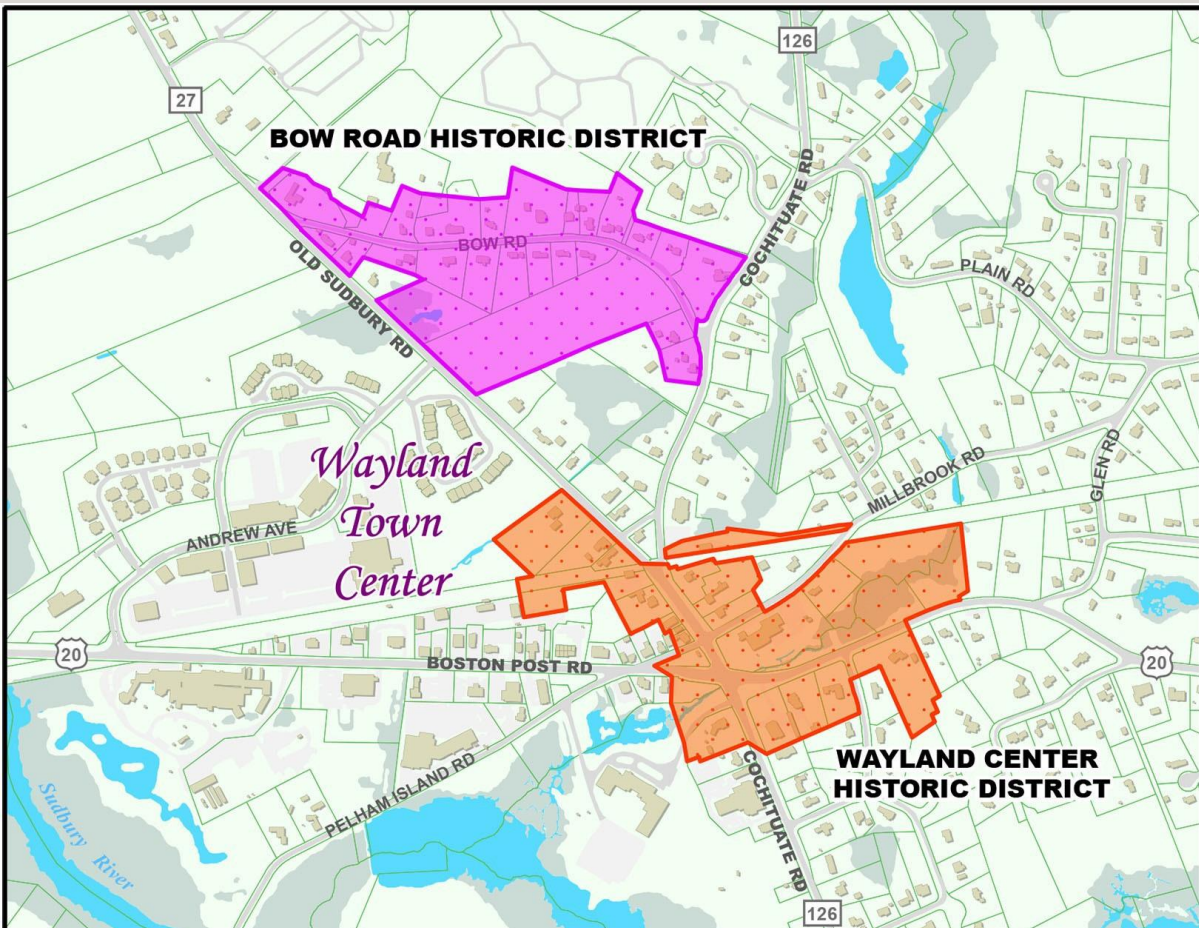 126
27
BOW ROAD HISTORIC DISTRICT
COCHITUATE RD
BOW RD
OLD SUDBURY RD
PLAIN RD
Wayland
Town
Center
MILLBROOK RD
GLEN RD
ANDREW AVE
20
BOSTON POST RD
20
WAYLAND CENTER
HISTORIC DISTRICT
PELHAM ISLAND RD
COCHITUATE RD
Sudbury River
126